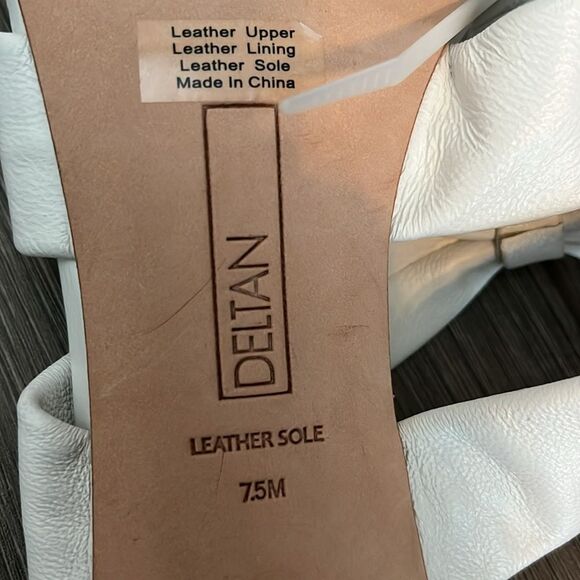 Leather Upper
Leather Lining
Leather Sole
Made In China
DELTAN
LEATHER SOLE
7.5M